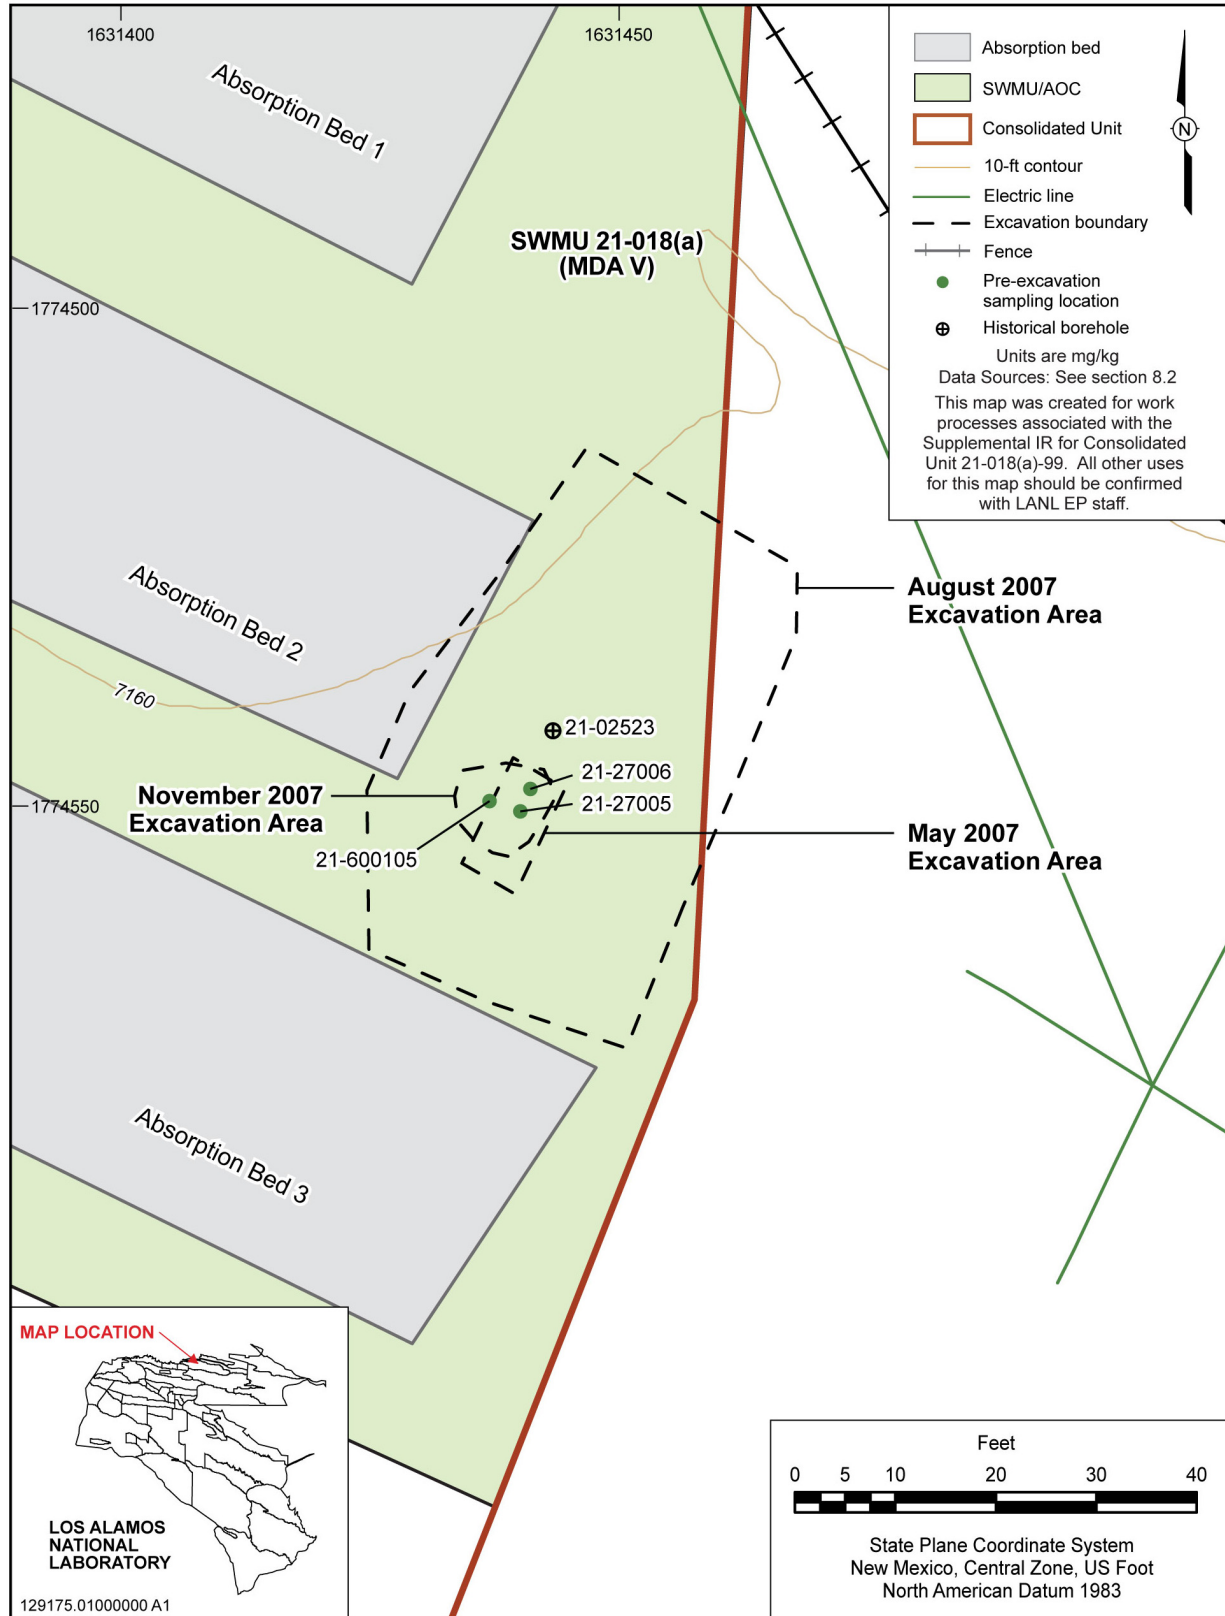 1631400
1631450
Absorption Bed 1
Absorption bed
SWMU/AOC
Consolidated Unit
10-ft contour
Electric line
Excavation boundary
Fence
Pre-excavation
sampling location
Historical borehole
Units are mg/kg
Data Sources: See section 8.2
This map was created for work
processes associated with the
Supplemental IR for Consolidated
Unit 21-018(a)-99. All other uses
for this map should be confirmed
with LANL EP staff.
N
SWMU 21-018(a)
(MDA V)
1774500
Absorption Bed 2
August 2007
Excavation Area
7160
21-02523
21-27006
21-27005
November 2007
Excavation Area
1774550
21-600105
May 2007
Excavation Area
Absorption Bed 3
MAP LOCATION
LOS ALAMOS
NATIONAL
LABORATORY
129175.01000000 A1
Feet
0 5 10 20 30 40
State Plane Coordinate System
New Mexico, Central Zone, US Foot
North American Datum 1983